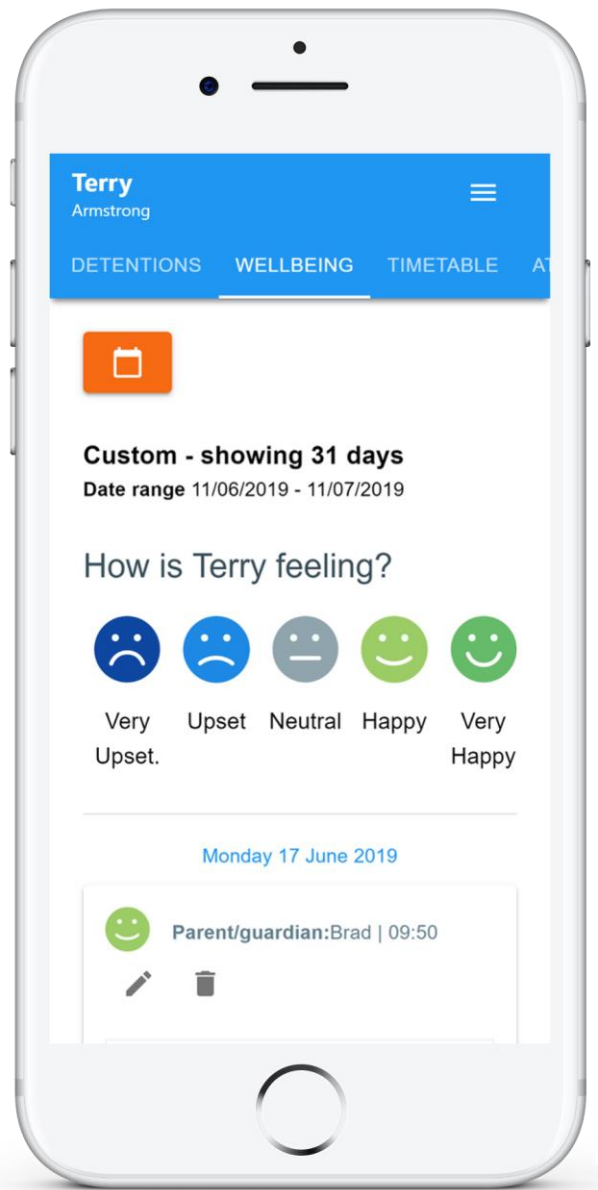 Terry
Armstrong
DETENTIONS WELLBEING TIMETABLE AT
Custom - showing 31 days
Date range 11/06/2019 - 11/07/2019
How is Terry feeling?
Very Upset Neutral Happy Very
Upset. Happy
Monday 17 June 2019
Parent/guardian:Brad | 09:50